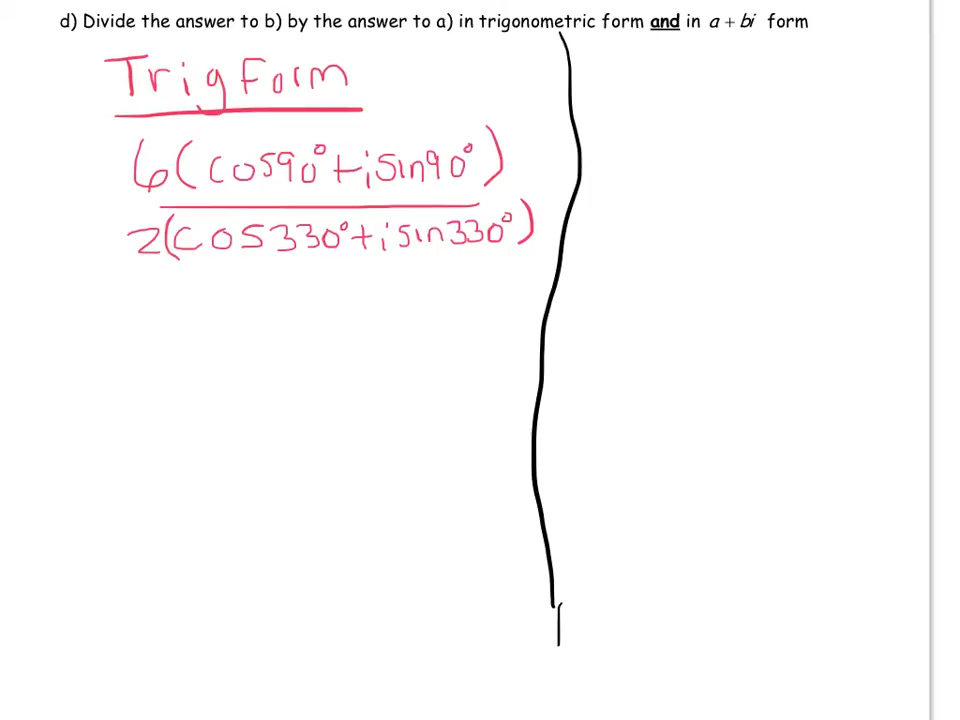 d) Divide the answer to b) by the answer to a) in trigonometric form and in a + bi form
Trig Form
6(cos90°+isin90°)
2(cos330°+isin330°)